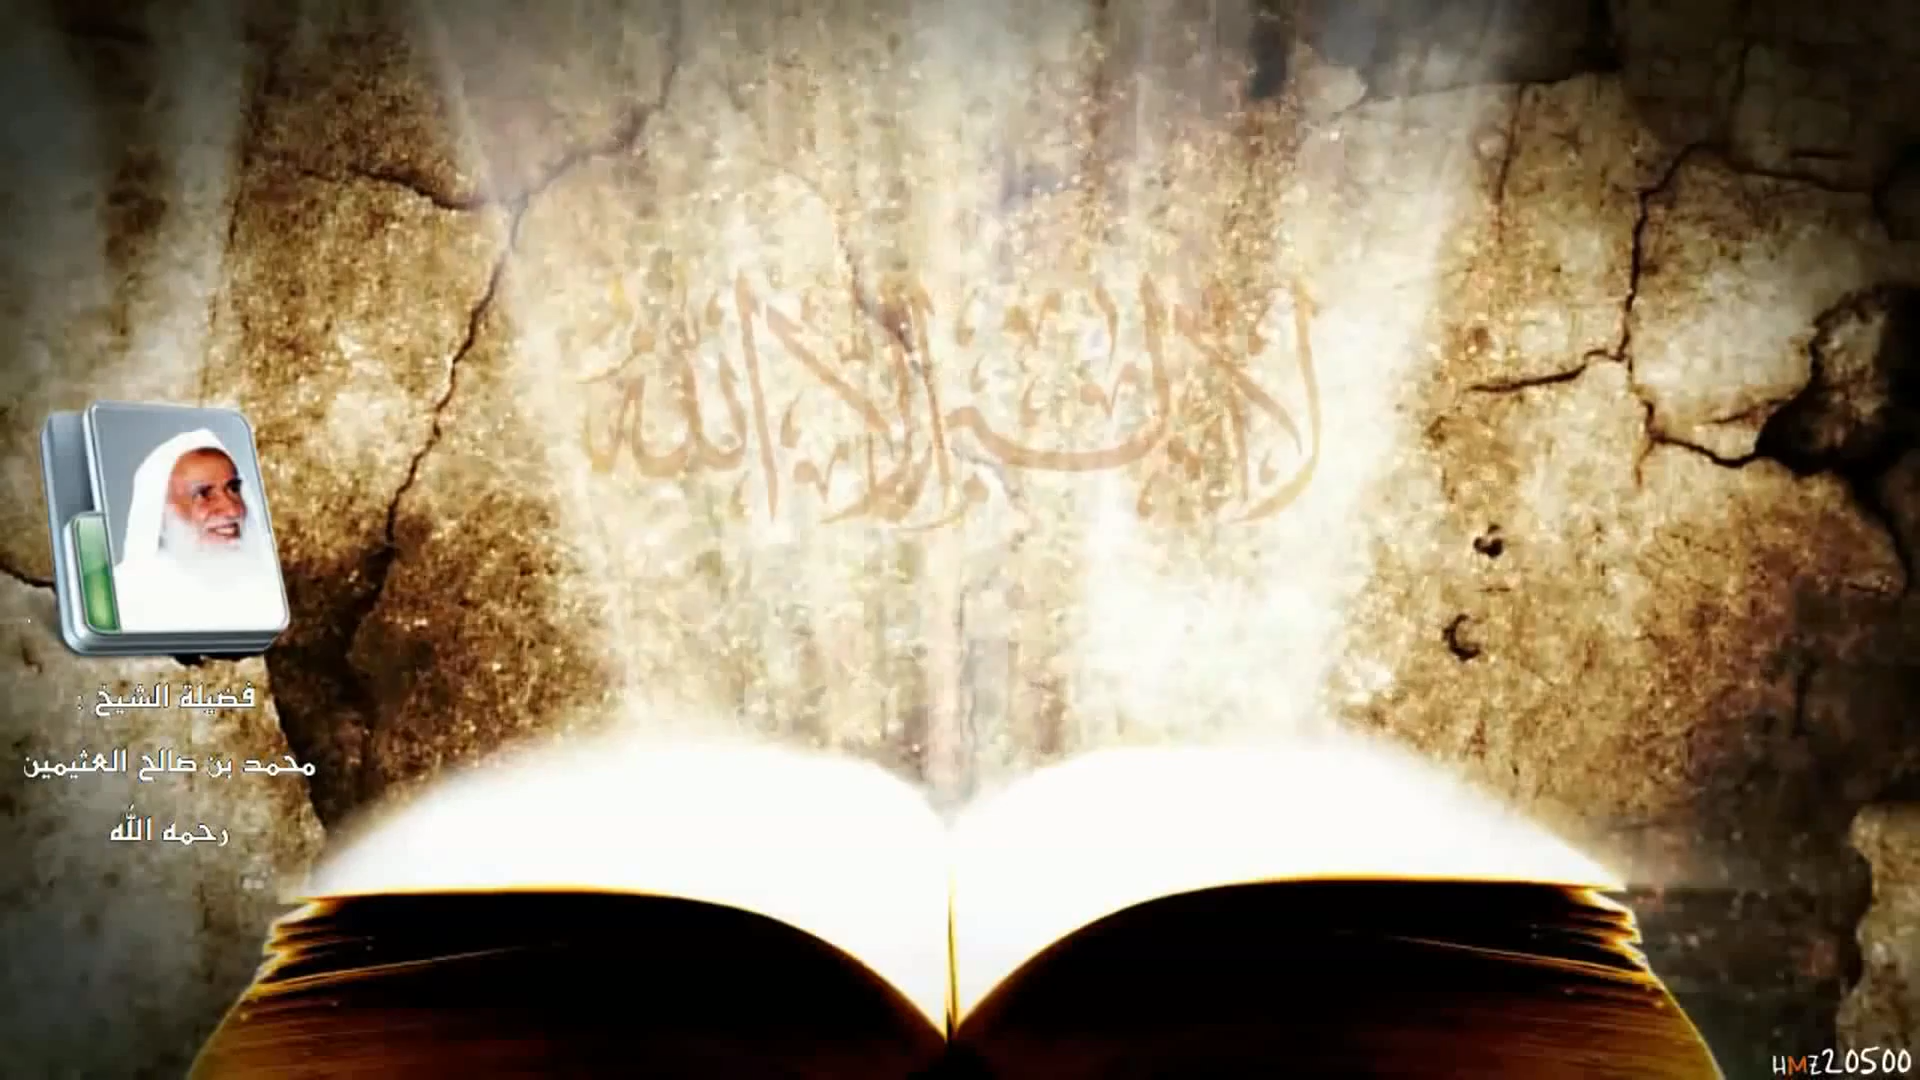 لا إله إلا الله
فضيلة الشيخ :
محمد بن صالح العثيمين
رحمه الله
HMZ20500